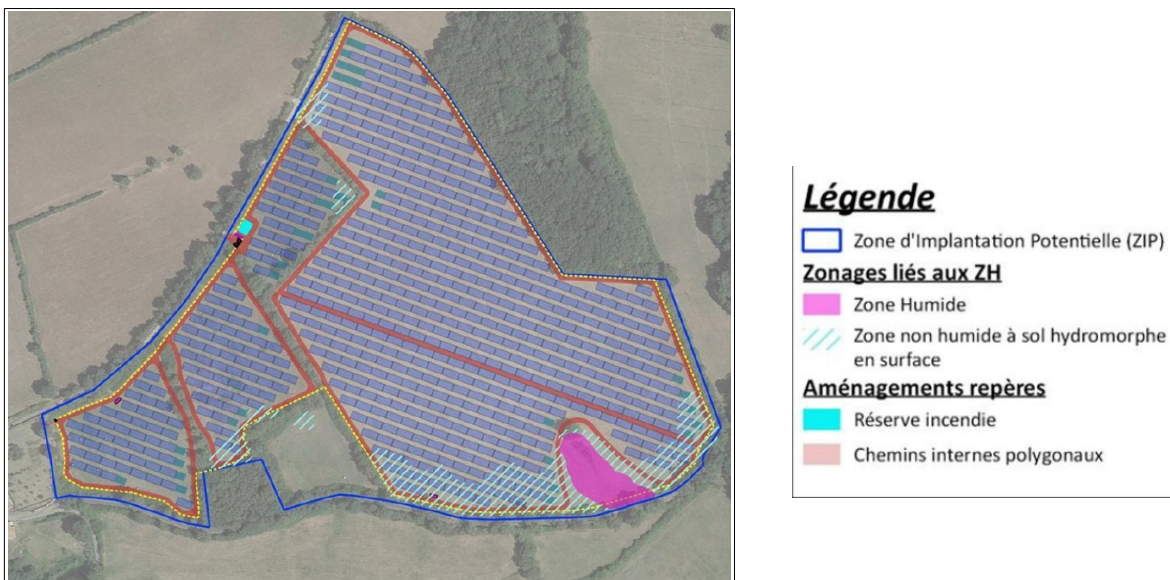 Légende
Zone d'Implantation Potentielle (ZIP)
Zonages liés aux ZH
Zone Humide
Zone non humide à sol hydromorphe
en surface
Aménagements repères
Réserve incendie
Chemins internes polygonaux